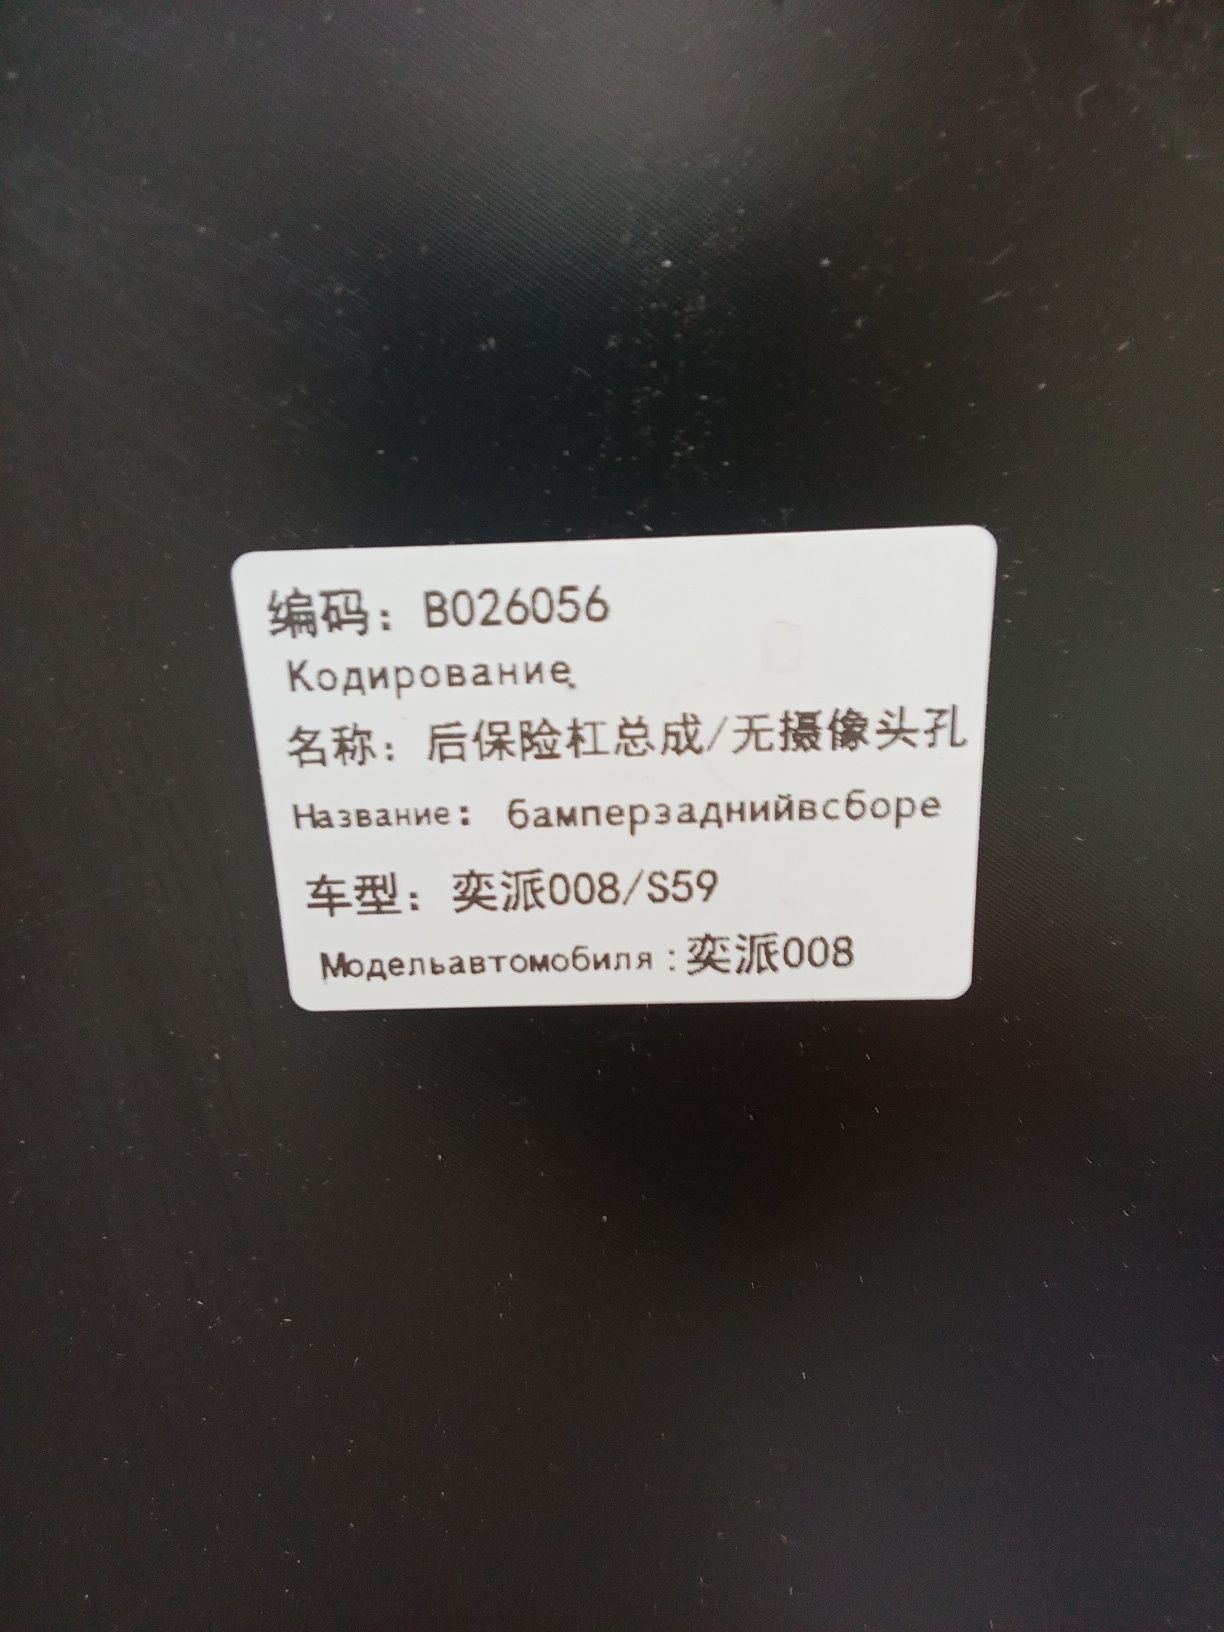 编码：B026056
Кодирование
名称：后保险杠总成/无摄像头孔
Название: бамперзаднийвсборе
车型：奕派008/S59
Модельавтомобиля:奕派008